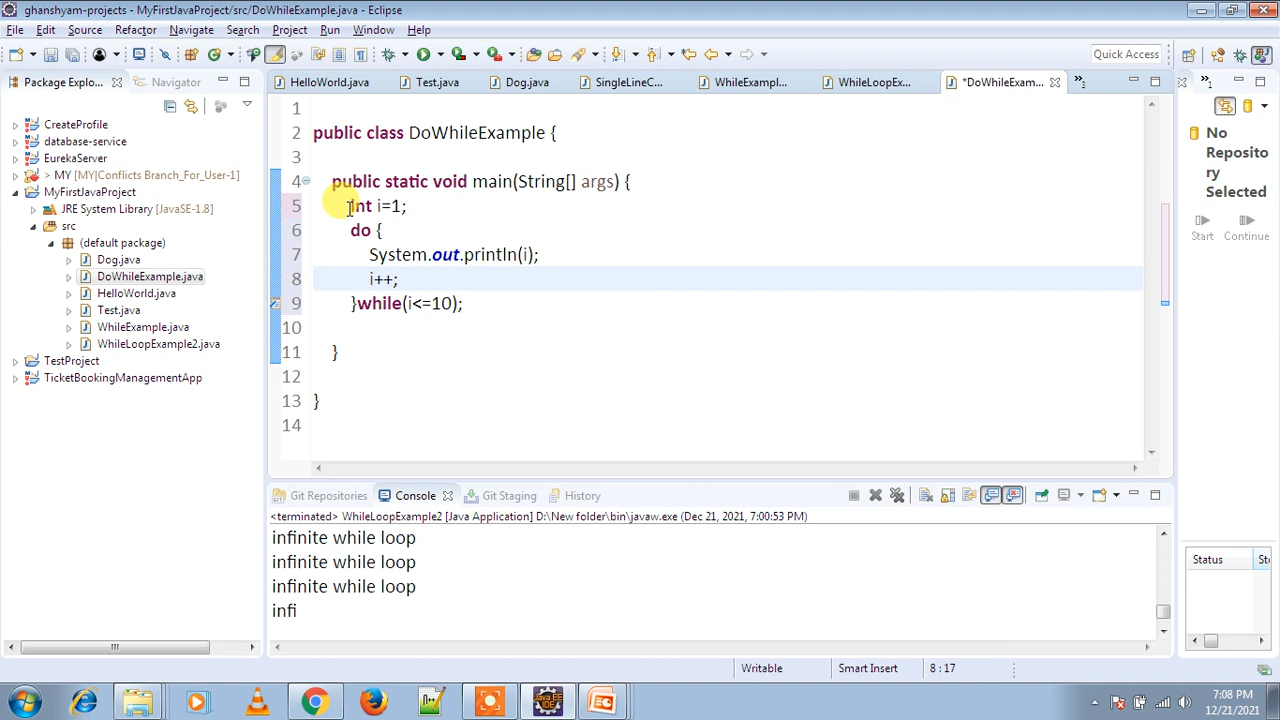 ghanshyam-projects - MyFirstJavaProject/src/DoWhileExample.java - Eclipse
File Edit Source Refactor Navigate Search Project Run Window Help
Quick Access
Package Explo... Navigator
CreateProfile
database-service
EurekaServer
> MY [MY|Conflicts Branch_For_User-1]
MyFirstJavaProject
JRE System Library [JavaSE-1.8]
src
(default package)
Dog.java
DoWhileExample.java
HelloWorld.java
Test.java
WhileExample.java
WhileLoopExample2.java
TestProject
TicketBookingManagementApp
HelloWorld.java Test.java Dog.java SingleLineC... WhileExampl... WhileLoopEx... *DoWhileExam... »1
1
2 public class DoWhileExample {
3
4 public static void main(String[] args) {
5 int i=1;
6 do {
7 System.out.println(i);
8 i++;
9 }while(i<=10);
10
11 }
12
13 }
14
»1
No
Reposito
ry
Selected
Start Continue
Status St
Git Repositories Console Git Staging History
<terminated> WhileLoopExample2 [Java Application] D:\New folder\bin\javaw.exe (Dec 21, 2021, 7:00:53 PM)
infinite while loop
infinite while loop
infinite while loop
infi
Writable Smart Insert 8 : 17
7:08 PM
12/21/2021